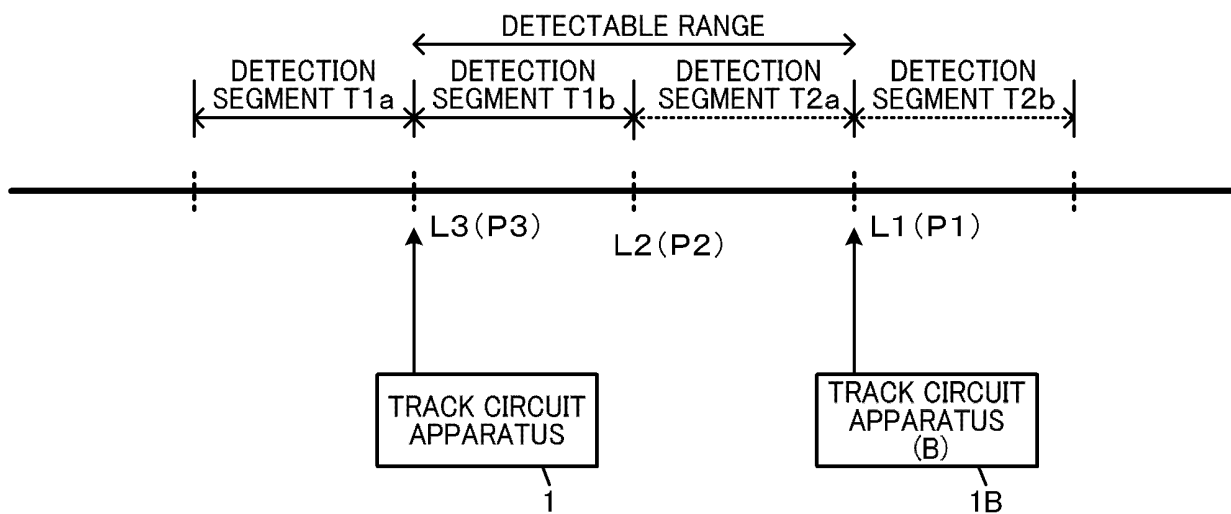 DETECTABLE RANGE
DETECTION
SEGMENT T1a
DETECTION
SEGMENT T1b
DETECTION
SEGMENT T2a
DETECTION
SEGMENT T2b
L3(P3)
L2(P2)
L1(P1)
TRACK CIRCUIT
APPARATUS
1
TRACK CIRCUIT
APPARATUS
(B)
1B